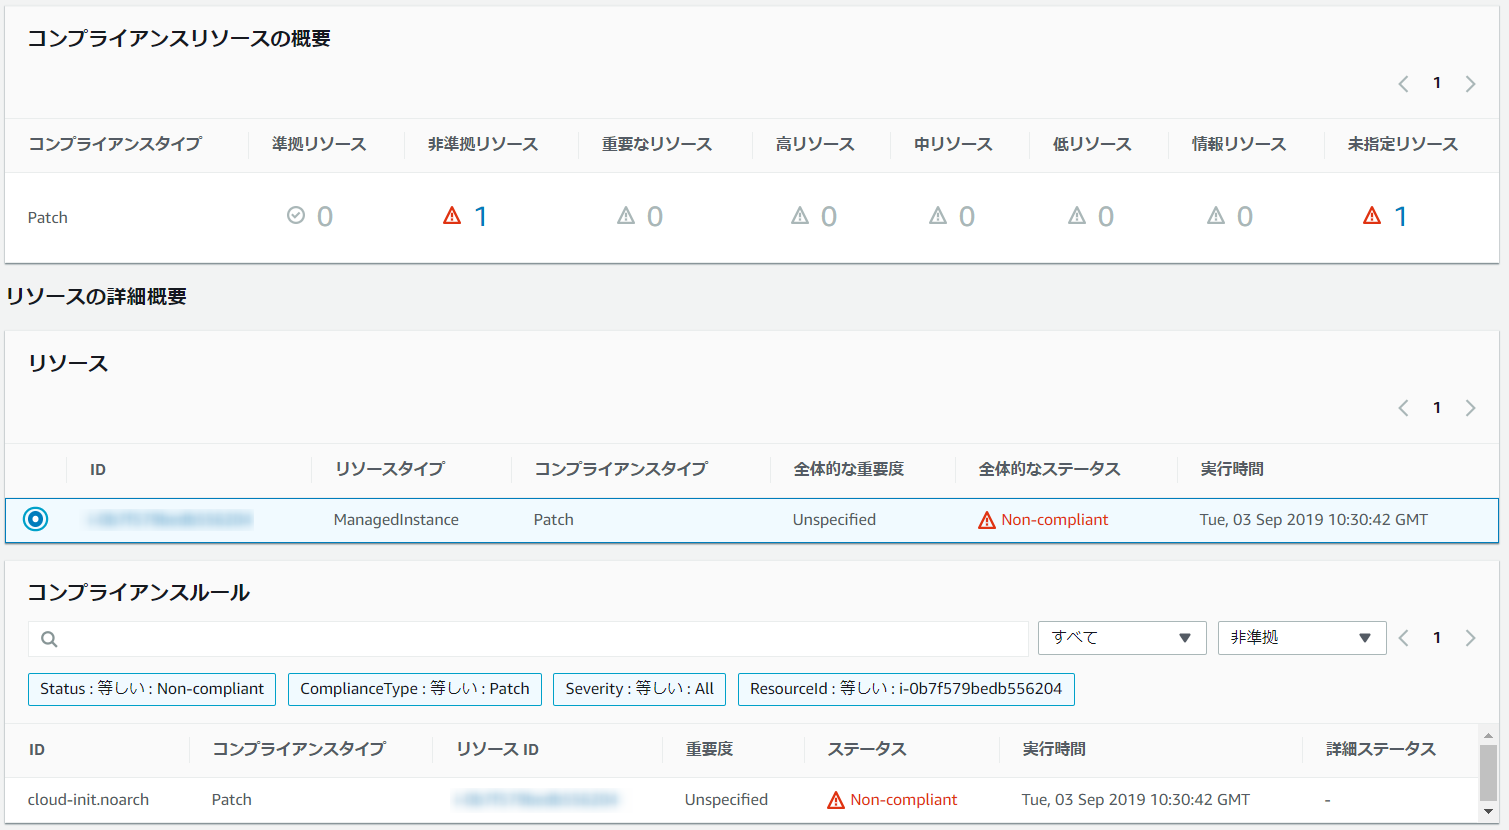 コンプライアンスリソースの概要
1
コンプライアンスタイプ 準拠リソース 非準拠リソース 重要なリソース 高リソース 中リソース 低リソース 情報リソース 未指定リソース
Patch 0 1 0 0 0 0 0 1
リソースの詳細概要
リソース
1
ID リソースタイプ コンプライアンスタイプ 全体的な重要度 全体的なステータス 実行時間
ManagedInstance Patch Unspecified Non-compliant Tue, 03 Sep 2019 10:30:42 GMT
コンプライアンスルール
すべて 非準拠 1
Status : 等しい : Non-compliant ComplianceType : 等しい : Patch Severity : 等しい : All ResourceId : 等しい : i-0b7f579bedb556204
ID コンプライアンスタイプ リソース ID 重要度 ステータス 実行時間 詳細ステータス
cloud-init.noarch Patch Unspecified Non-compliant Tue, 03 Sep 2019 10:30:42 GMT -